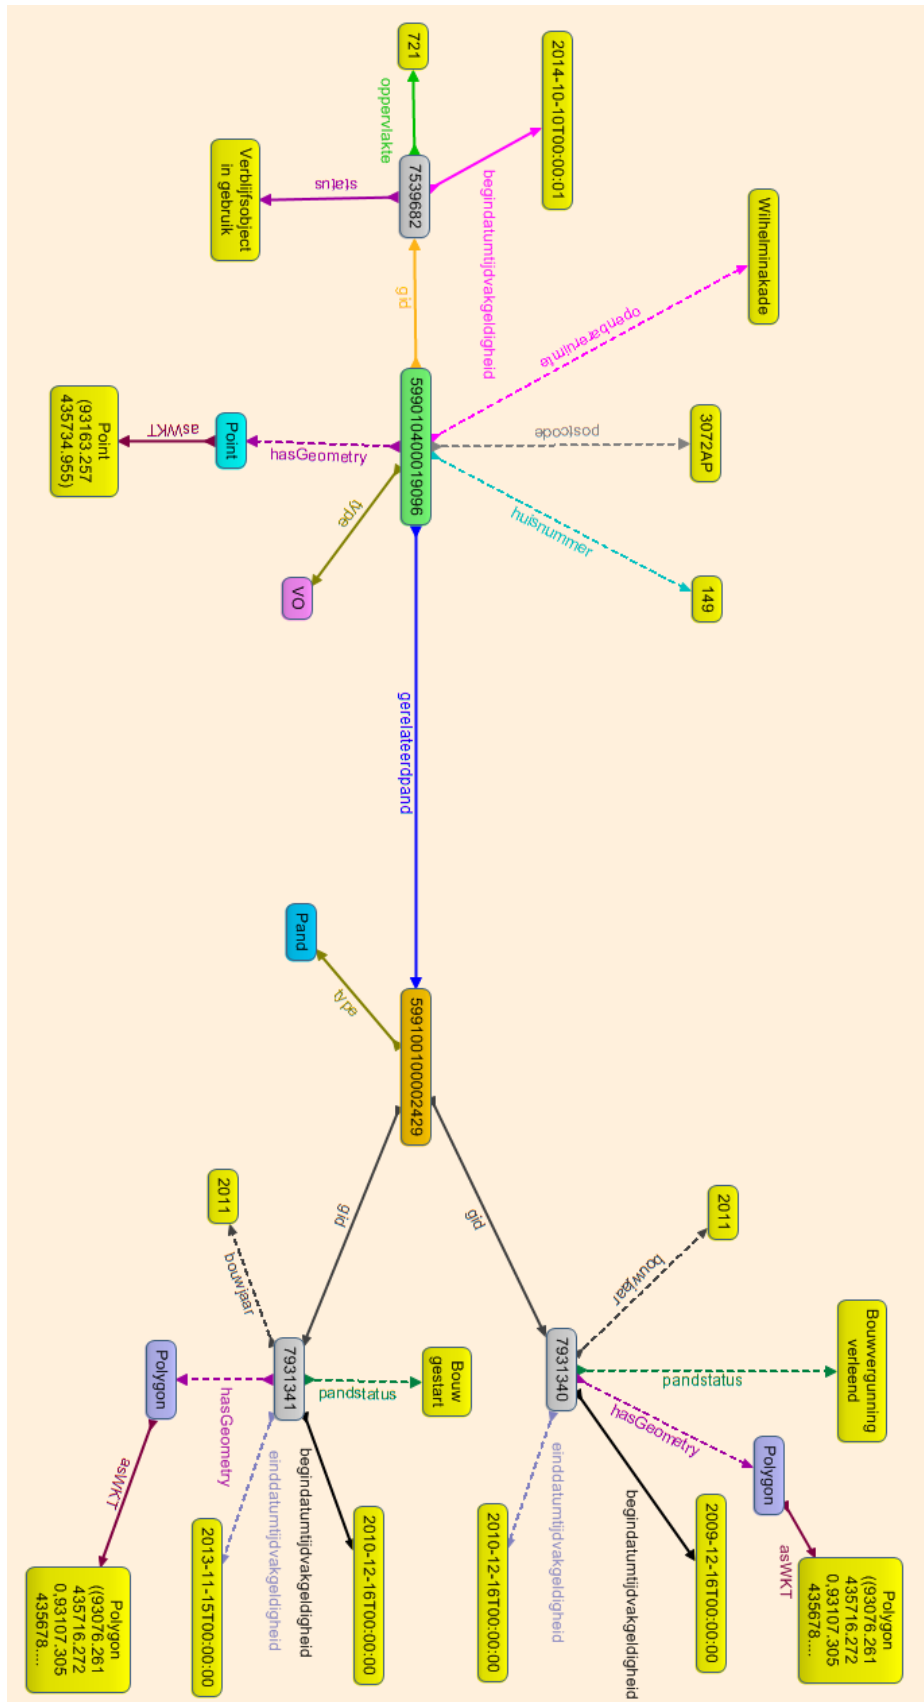 721
2014-10-10T00:00:01
oppervlakte
7539682
begindatumtijdvakgeldigheid
status
Verblijfsobject
in gebruik
Wilhelminakade
gid
openbareruimte
599010400019096
3072AP
postcode
hasGeometry
Point
asWKT
Point
(93163.257
435734.955)
type
VO
huisnummer
149
gerelateerdpand
Pand
type
599100100002429
gid
gid
2011
bouwjaar
7931341
Bouw
gestart
pandstatus
Polygon
hasGeometry
asWKT
begindatumtijdvakgeldigheid
einddatumtijdvakgeldigheid
2010-12-16T00:00:00
2013-11-15T00:00:00
Polygon
((93076.261
435716.272
0,93107.305
435678....
2011
bouwjaar
7931340
Bouwvergunning
verleend
pandstatus
hasGeometry
Polygon
asWKT
einddatumtijdvakgeldigheid
2010-12-16T00:00:00
begindatumtijdvakgeldigheid
2009-12-16T00:00:00
Polygon
((93076.261
435716.272
0,93107.305
435678....